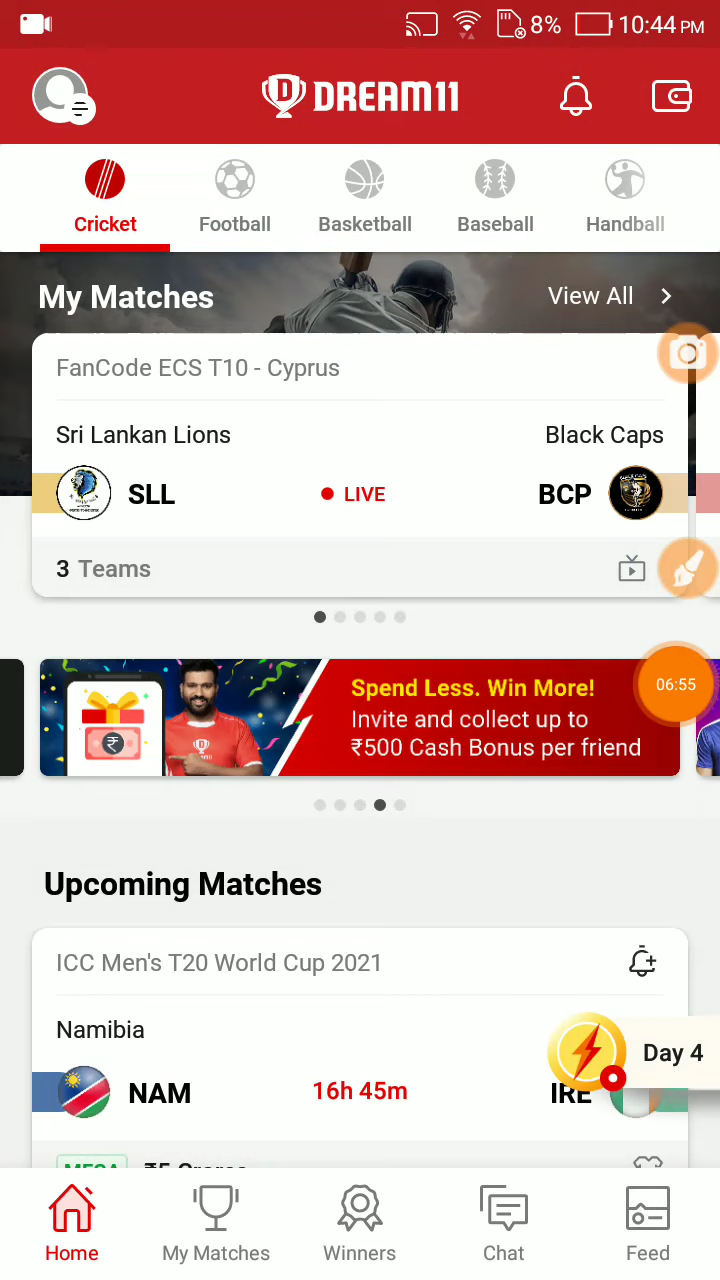 8% 10:44 PM
DREAM11
Cricket Football Basketball Baseball Handball
My Matches View All
FanCode ECS T10 - Cyprus
Sri Lankan Lions Black Caps
SLL LIVE BCP
3 Teams
Spend Less. Win More!
06:55
Invite and collect up to
₹500 Cash Bonus per friend
Upcoming Matches
ICC Men's T20 World Cup 2021
Namibia
Day 4
NAM 16h 45m IRE
MEGA ₹5 Crores
Home My Matches Winners Chat Feed